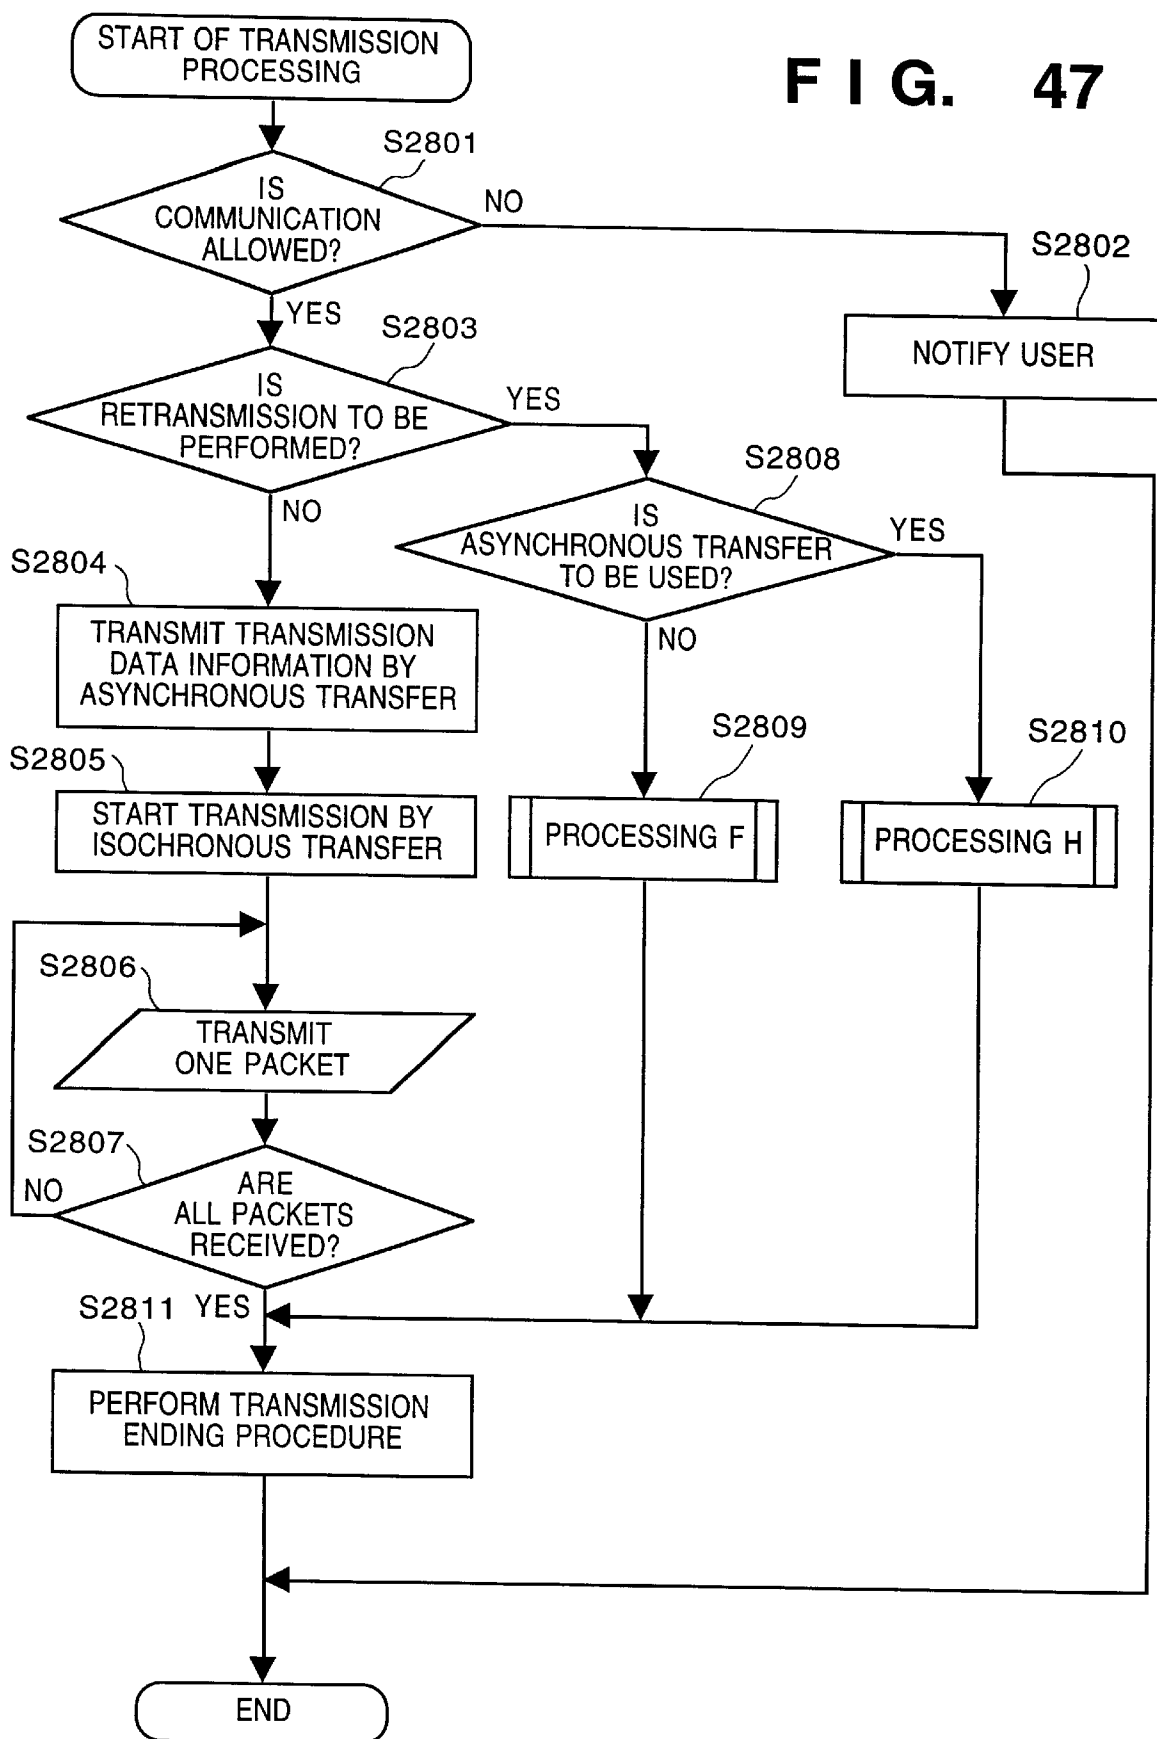 START OF TRANSMISSION
PROCESSING
F I G. 47
S2801
IS
COMMUNICATION
ALLOWED?
NO
S2802
NOTIFY USER
YES
S2803
IS
RETRANSMISSION TO BE
PERFORMED?
YES
NO
S2808
IS
ASYNCHRONOUS TRANSFER
TO BE USED?
YES
NO
S2804
TRANSMIT TRANSMISSION
DATA INFORMATION BY
ASYNCHRONOUS TRANSFER
S2805
START TRANSMISSION BY
ISOCHRONOUS TRANSFER
S2809
PROCESSING F
S2810
PROCESSING H
S2806
TRANSMIT
ONE PACKET
S2807
NO
ARE
ALL PACKETS
RECEIVED?
YES
S2811
PERFORM TRANSMISSION
ENDING PROCEDURE
END